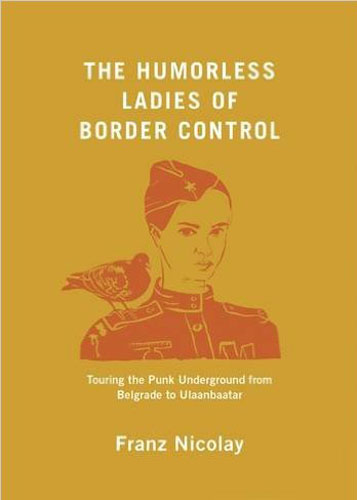 THE HUMORLESS
LADIES OF
BORDER CONTROL
Touring the Punk Underground from
Belgrade to Ulaanbaatar
Franz Nicolay